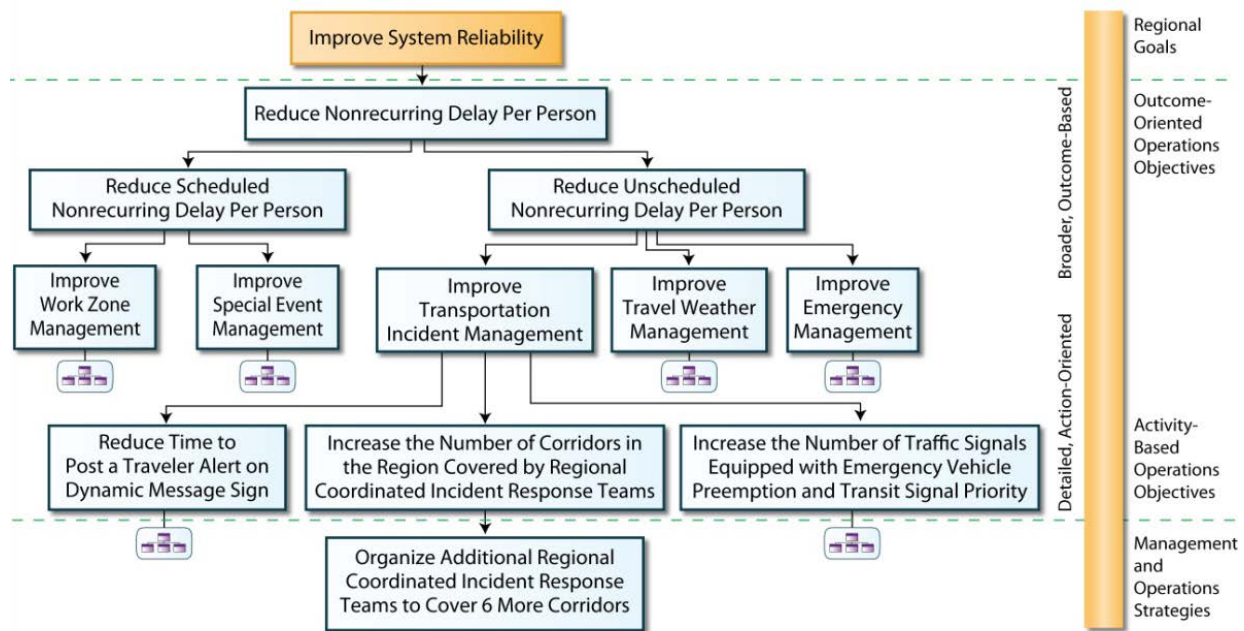 Improve System Reliability
Regional
Goals
Reduce Nonrecurring Delay Per Person
Outcome-
Oriented
Operations
Objectives
Broader, Outcome-Based
Reduce Scheduled
Nonrecurring Delay Per Person
Reduce Unscheduled
Nonrecurring Delay Per Person
Improve
Work Zone
Management
Improve
Special Event
Management
Improve
Transportation
Incident Management
Improve
Travel Weather
Management
Improve
Emergency
Management
Detailed, Action-Oriented
Reduce Time to
Post a Traveler Alert on
Dynamic Message Sign
Increase the Number of Corridors in
the Region Covered by Regional
Coordinated Incident Response Teams
Increase the Number of Traffic Signals
Equipped with Emergency Vehicle
Preemption and Transit Signal Priority
Activity-
Based
Operations
Objectives
Organize Additional Regional
Coordinated Incident Response
Teams to Cover 6 More Corridors
Management
and
Operations
Strategies